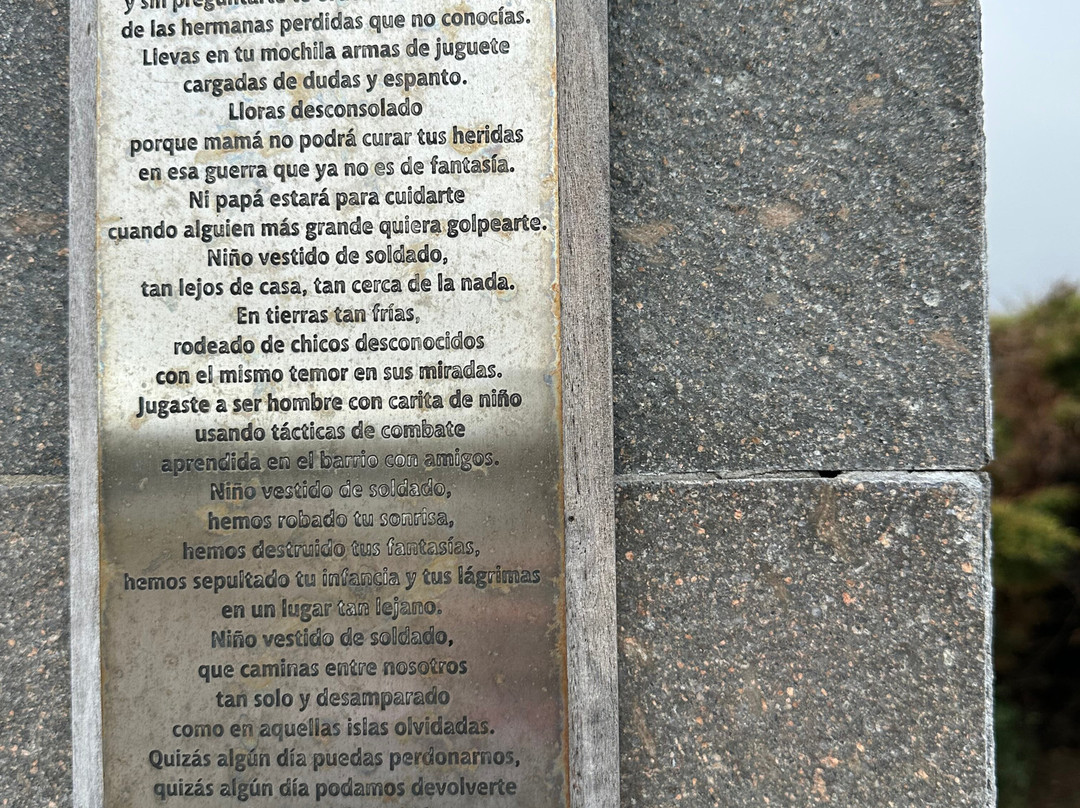 y sin preguntarte
de las hermanas perdidas que no conocías.
Llevas en tu mochila armas de juguete
cargadas de dudas y espanto.
Lloras desconsolado
porque mamá no podrá curar tus heridas
en esa guerra que ya no es de fantasía.
Ni papá estará para cuidarte
cuando alguien más grande quiera golpearte.
Niño vestido de soldado,
tan lejos de casa, tan cerca de la nada.
En tierras tan frías,
rodeado de chicos desconocidos
con el mismo temor en sus miradas.
Jugaste a ser hombre con carita de niño
usando tácticas de combate
aprendida en el barrio con amigos.
Niño vestido de soldado,
hemos robado tu sonrisa,
hemos destruido tus fantasías,
hemos sepultado tu infancia y tus lágrimas
en un lugar tan lejano.
Niño vestido de soldado,
que caminas entre nosotros
tan solo y desamparado
como en aquellas islas olvidadas.
Quizás algún día puedas perdonarnos,
quizás algún día podamos devolverte